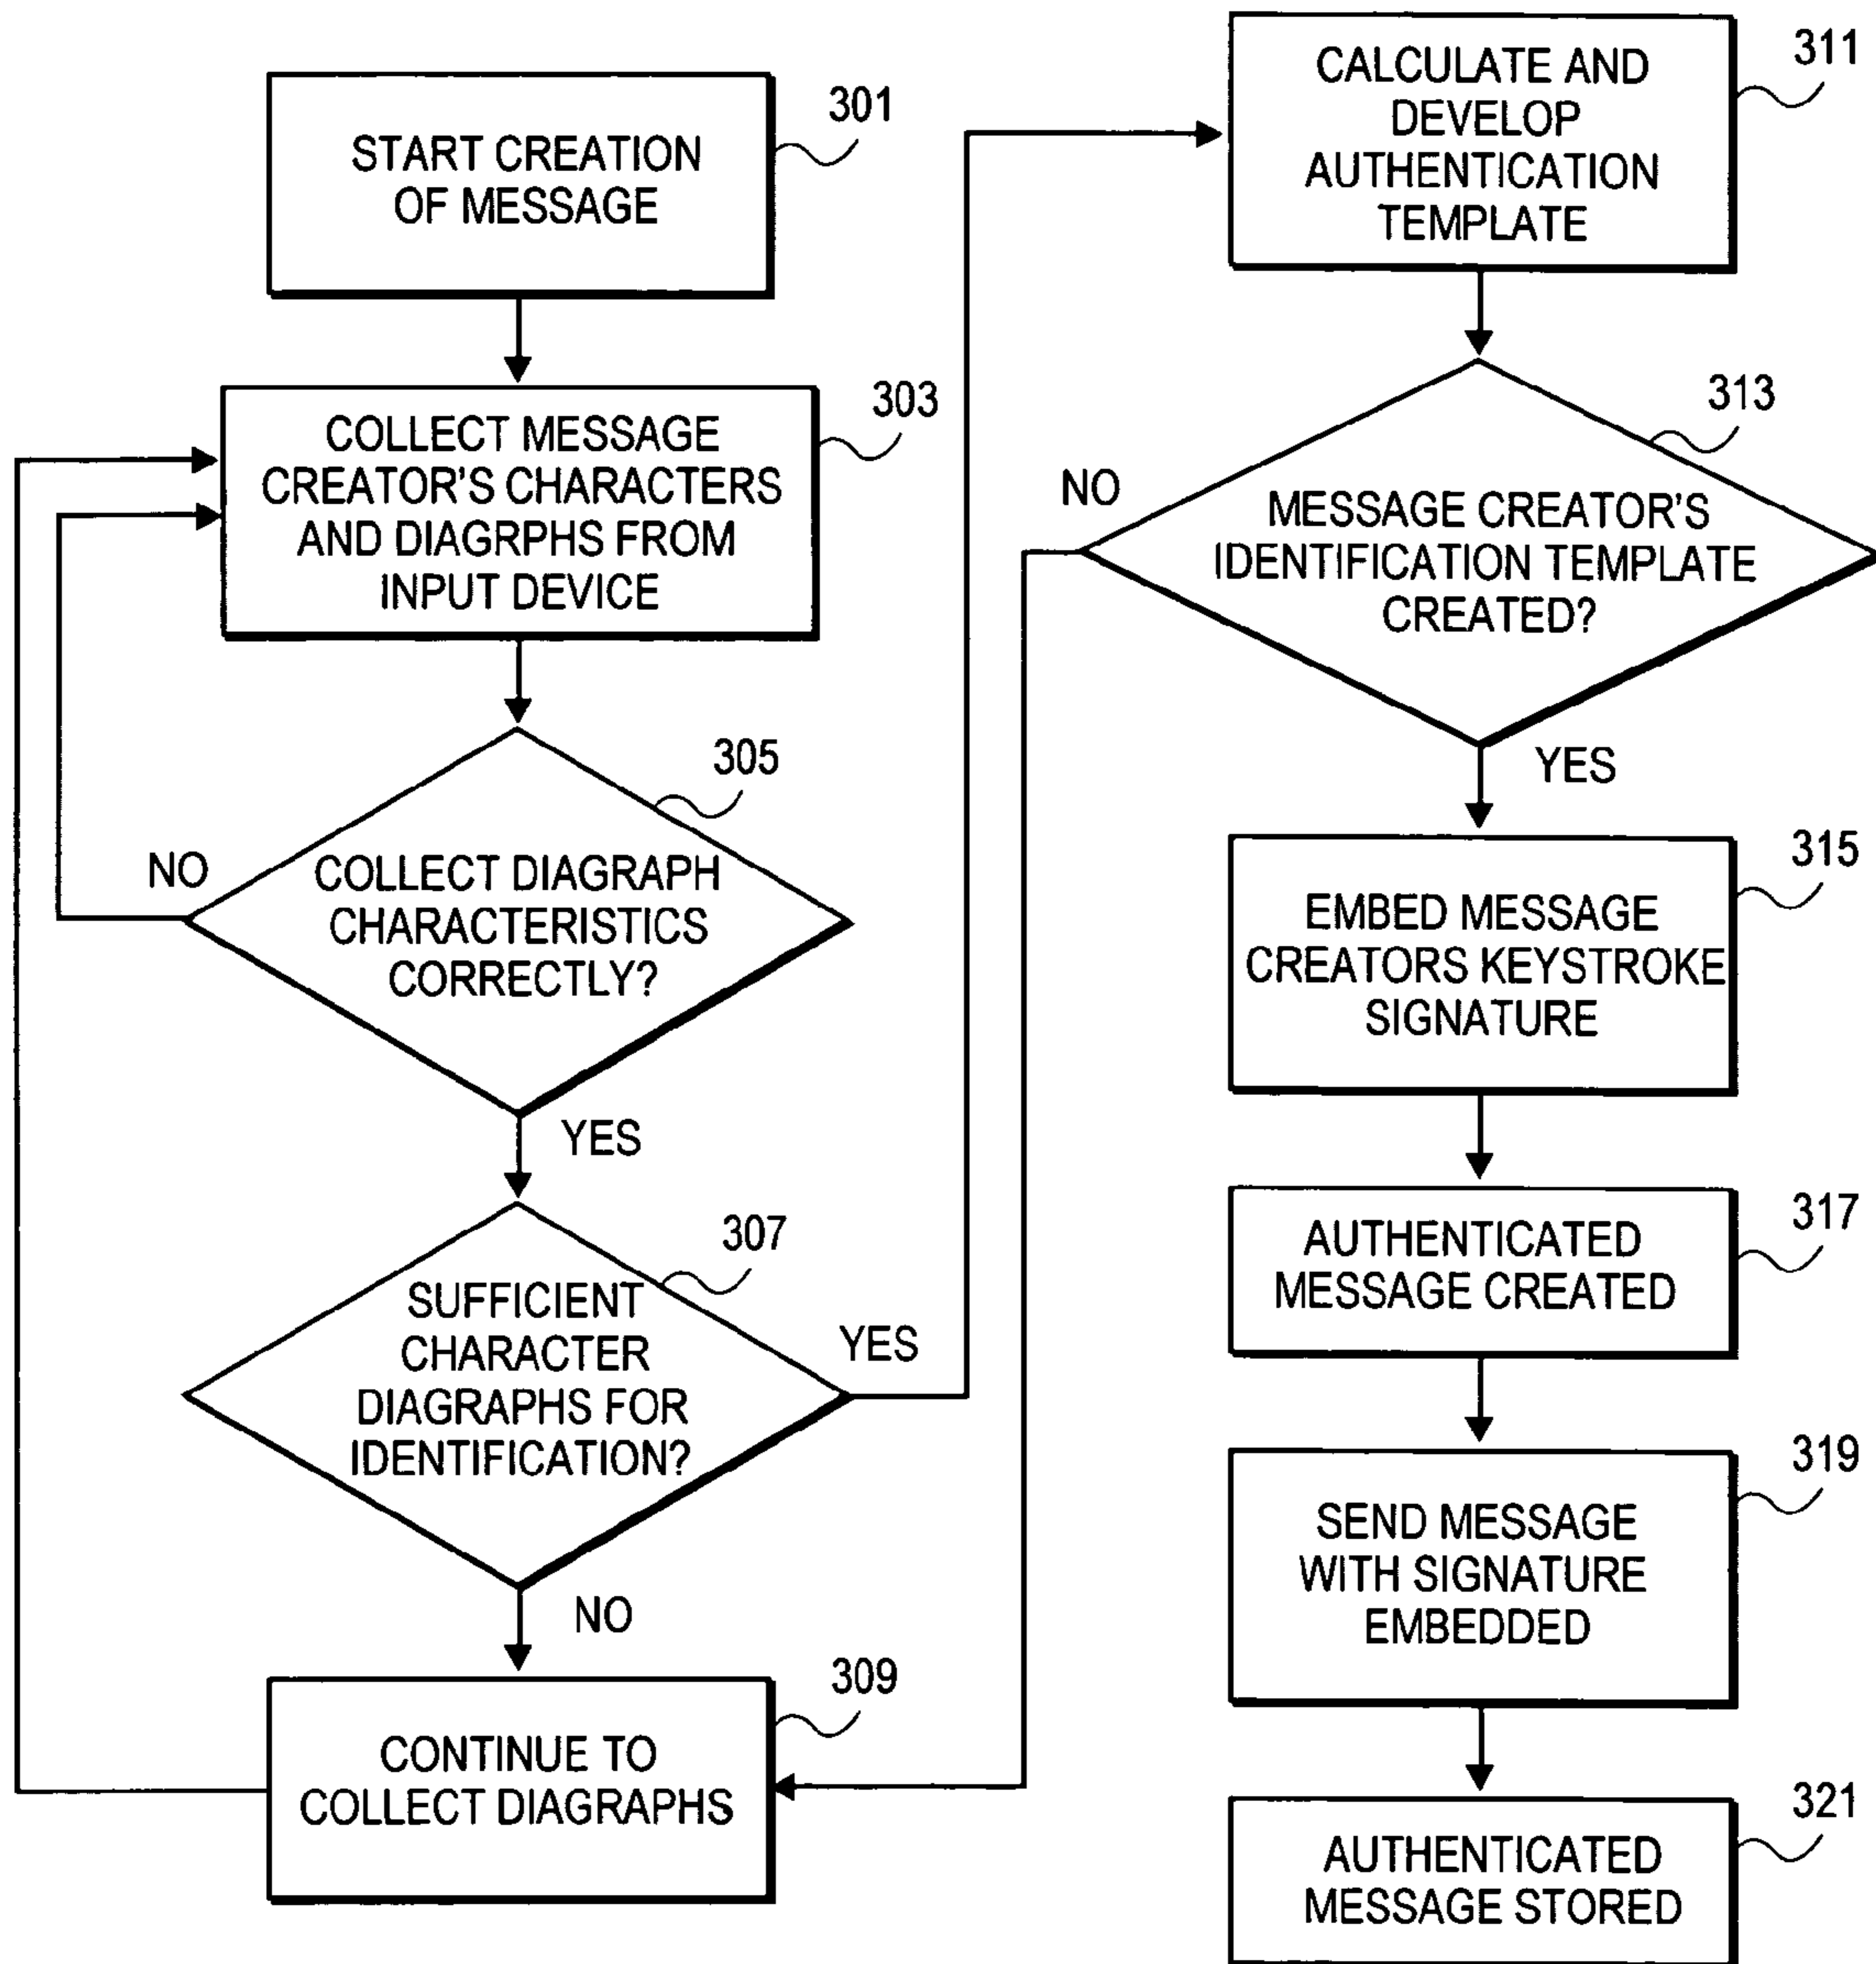 START CREATION
OF MESSAGE
301
COLLECT MESSAGE
CREATOR'S CHARACTERS
AND DIAGRPHS FROM
INPUT DEVICE
303
305
NO
COLLECT DIAGRAPH
CHARACTERISTICS
CORRECTLY?
YES
307
SUFFICIENT
CHARACTER
DIAGRAPHS FOR
IDENTIFICATION?
YES
NO
309
CONTINUE TO
COLLECT DIAGRAPHS
311
CALCULATE AND
DEVELOP
AUTHENTICATION
TEMPLATE
313
NO
MESSAGE CREATOR'S
IDENTIFICATION TEMPLATE
CREATED?
YES
315
EMBED MESSAGE
CREATORS KEYSTROKE
SIGNATURE
317
AUTHENTICATED
MESSAGE CREATED
319
SEND MESSAGE
WITH SIGNATURE
EMBEDDED
321
AUTHENTICATED
MESSAGE STORED